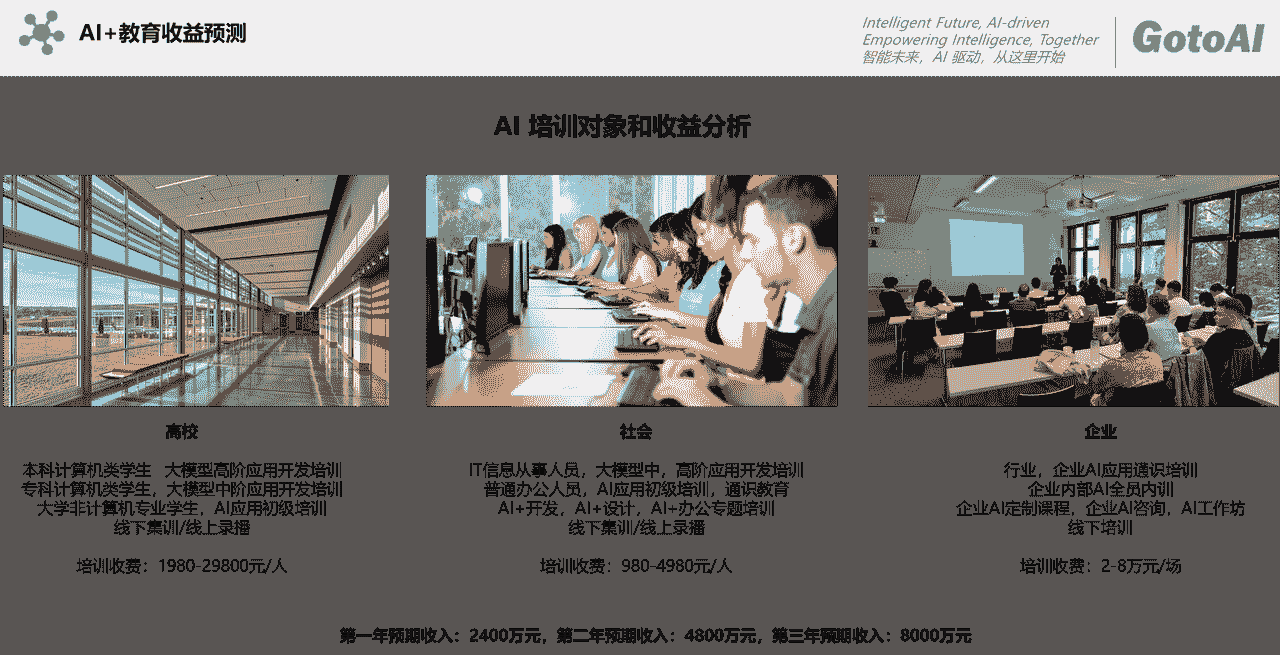 AI+教育收益预测
Intelligent Future, AI-driven
Empowering Intelligence, Together
智能未来，AI 驱动，从这里开始
GotoAI
AI 培训对象和收益分析
高校
本科计算机类学生 大模型高阶应用开发培训
专科计算机类学生，大模型中阶应用开发培训
大学非计算机专业学生，AI应用初级培训
线下集训/线上录播
培训收费：1980-29800元/人
社会
IT信息从事人员，大模型中，高阶应用开发培训
普通办公人员，AI应用初级培训，通识教育
AI+开发，AI+设计，AI+办公专题培训
线下集训/线上录播
培训收费：980-4980元/人
企业
行业，企业AI应用通识培训
企业内部AI全员内训
企业AI定制课程，企业AI咨询，AI工作坊
线下培训
培训收费：2-8万元/场
第一年预期收入：2400万元，第二年预期收入：4800万元，第三年预期收入：8000万元